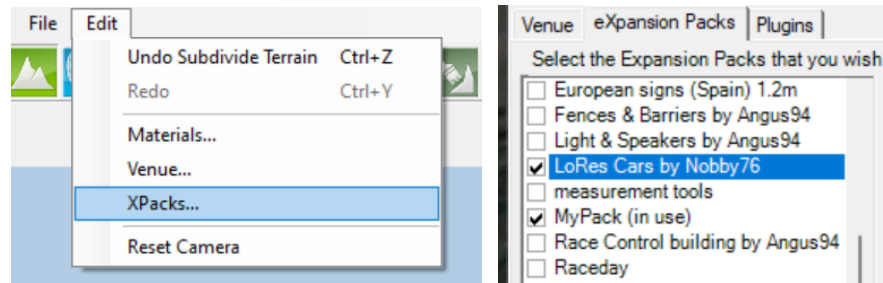 File Edit
Undo Subdivide Terrain Ctrl+Z
Redo Ctrl+Y
Materials...
Venue...
XPacks...
Reset Camera
Venue eXpansion Packs Plugins
Select the Expansion Packs that you wish
European signs (Spain) 1.2m
Fences & Barriers by Angus94
Light & Speakers by Angus94
LoRes Cars by Nobby76
measurement tools
MyPack (in use)
Race Control building by Angus94
Raceday